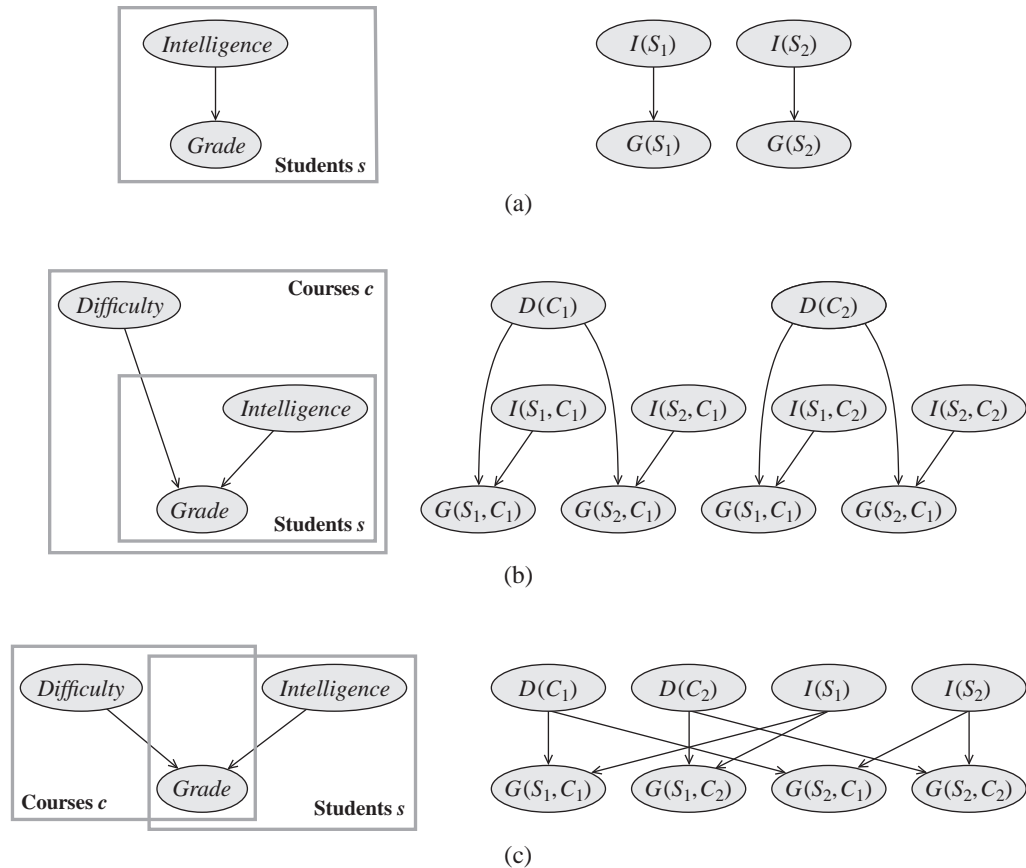 Intelligence
Grade
Students s
I(S₁) I(S₂)
G(S₁) G(S₂)
(a)
Courses c
Difficulty
Intelligence
Grade
Students s
D(C₁) D(C₂)
I(S₁, C₁) I(S₂, C₁) I(S₁, C₂) I(S₂, C₂)
G(S₁, C₁) G(S₂, C₁) G(S₁, C₁) G(S₂, C₁)
(b)
Difficulty Intelligence
Grade
Courses c
Students s
D(C₁) D(C₂) I(S₁) I(S₂)
G(S₁, C₁) G(S₁, C₂) G(S₂, C₁) G(S₂, C₂)
(c)